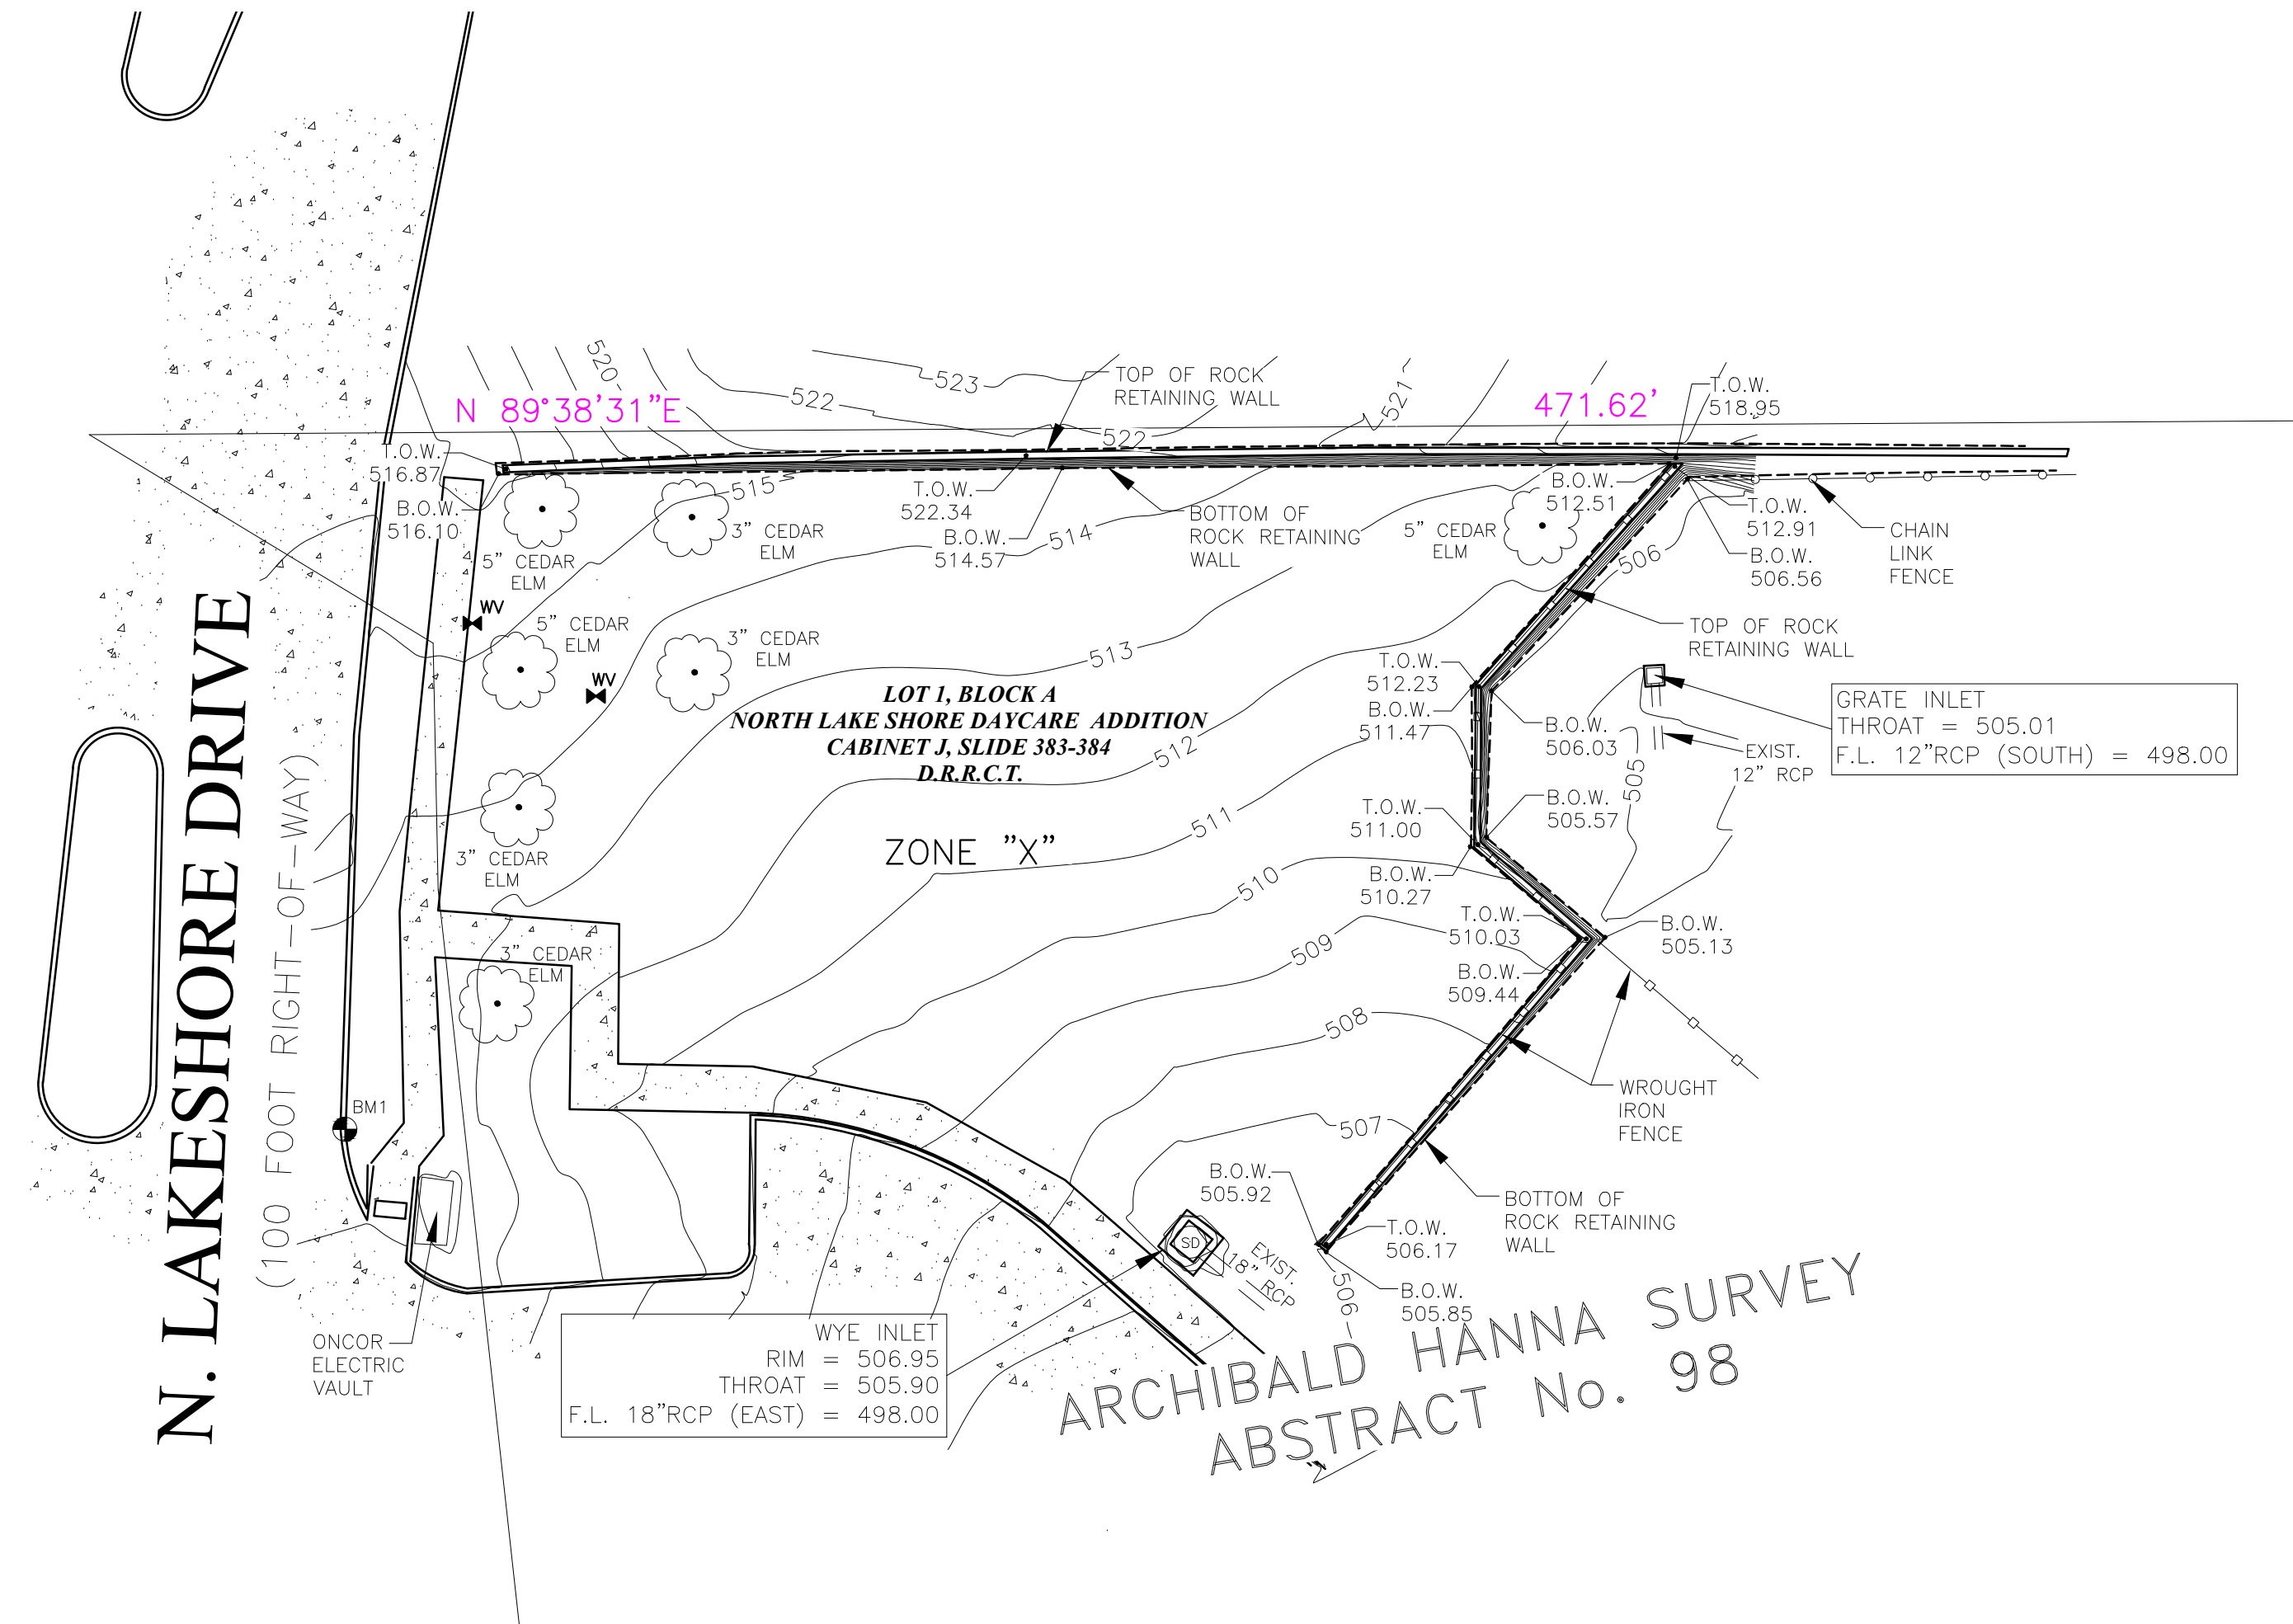 523
TOP OF ROCK
RETAINING WALL
520
522
521
N 89°38'31"E
471.62'
T.O.W.
518.95
522
T.O.W.
516.87
B.O.W.
516.10
515
T.O.W.
522.34
B.O.W.
514.57
514
BOTTOM OF
ROCK RETAINING
WALL
B.O.W.
512.51
5" CEDAR
ELM
T.O.W.
512.91
B.O.W.
506.56
CHAIN
LINK
FENCE
506
5" CEDAR
ELM
3" CEDAR
ELM
WV
5" CEDAR
ELM
3" CEDAR
ELM
WV
513
TOP OF ROCK
RETAINING WALL
T.O.W.
512.23
B.O.W.
511.47
B.O.W.
506.03
GRATE INLET
THROAT = 505.01
F.L. 12"RCP (SOUTH) = 498.00
EXIST.
12" RCP
505
LOT 1, BLOCK A
NORTH LAKE SHORE DAYCARE ADDITION
CABINET J, SLIDE 383-384
D.R.R.C.T.
512
ZONE "X"
511
T.O.W.
511.00
B.O.W.
505.57
B.O.W.
510.27
510
3" CEDAR
ELM
T.O.W.
510.03
B.O.W.
509.44
B.O.W.
505.13
509
3" CEDAR
ELM
508
WROUGHT
IRON
FENCE
507
BM1
N. LAKESHORE DRIVE
(100 FOOT RIGHT-OF-WAY)
B.O.W.
505.92
T.O.W.
506.17
B.O.W.
505.85
BOTTOM OF
ROCK RETAINING
WALL
SD
EXIST.
18" RCP
506
ONCOR
ELECTRIC
VAULT
WYE INLET
RIM = 506.95
THROAT = 505.90
F.L. 18"RCP (EAST) = 498.00
ARCHIBALD HANNA SURVEY
ABSTRACT No. 98